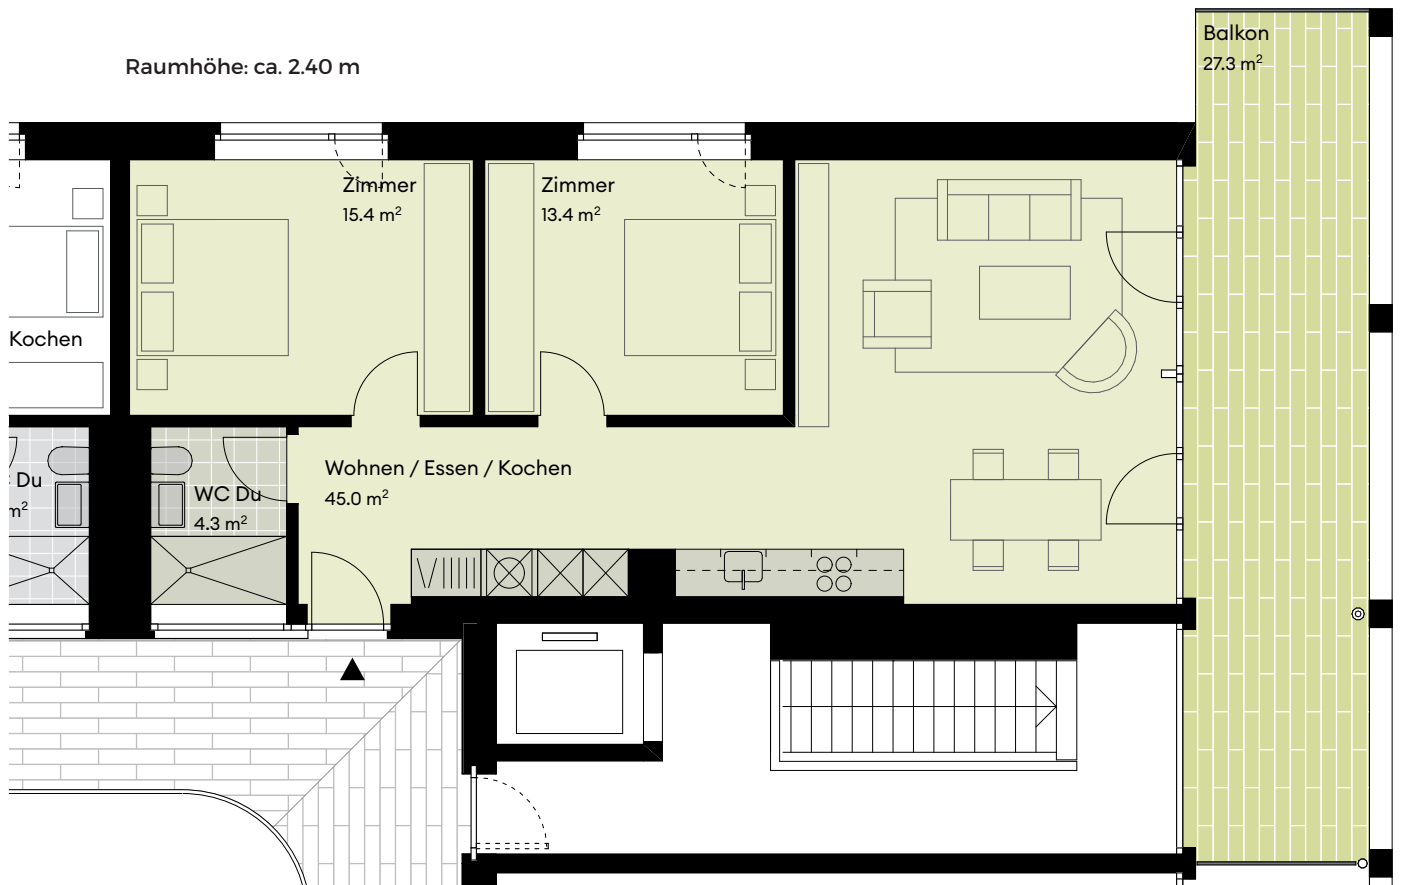 Balkon
27.3 m²
Raumhöhe: ca. 2.40 m
Zimmer
15.4 m²
Zimmer
13.4 m²
Kochen
Wohnen / Essen / Kochen
45.0 m²
Du
m²
WC Du
4.3 m²